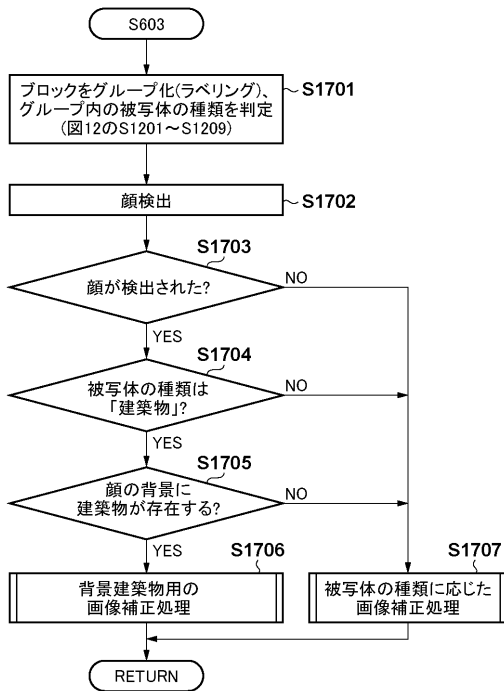 S603
ブロックをグループ化(ラベリング)、
グループ内の被写体の種類を判定
(図12のS1201～S1209)
S1701
顔検出
S1702
S1703
顔が検出された?
NO
YES
S1704
被写体の種類は
「建築物」?
NO
YES
S1705
顔の背景に
建築物が存在する?
NO
YES
S1706
背景建築物用の
画像補正処理
S1707
被写体の種類に応じた
画像補正処理
RETURN